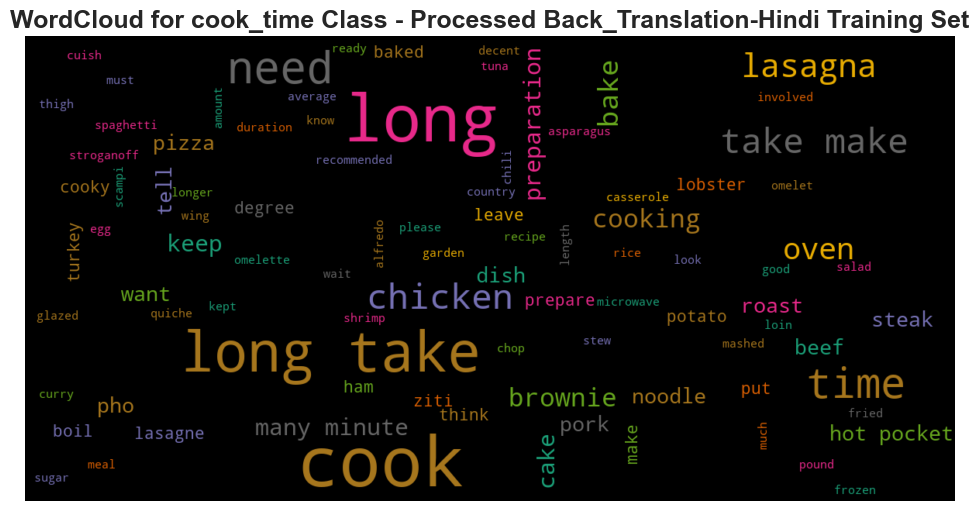 WordCloud for cook_time Class - Processed Back_Translation-Hindi Training Set
cuish
need
ready
baked
decent
tuna
bake
lasagna
must
average
long
preparation
involved
thigh
amount
spaghetti
duration
know
asparagus
take make
pizza
stroganoff
recommended
chili
cooky
scampi
tell
longer
country
casserole
lobster
omelet
wing
degree
leave
cooking
turkey
egg
keep
alfredo
please
recipe
length
rice
look
oven
omelette
garden
good
salad
wait
dish
want
kept
chicken
prepare
microwave
roast
loin
glazed
quiche
shrimp
potato
steak
long take
chop
stew
mashed
beef
curry
ham
ziti
brownie
noodle
put
time
pho
think
fried
boil
lasagne
many minute
pork
make
much
hot pocket
cake
meal
sugar
cook
pound
frozen